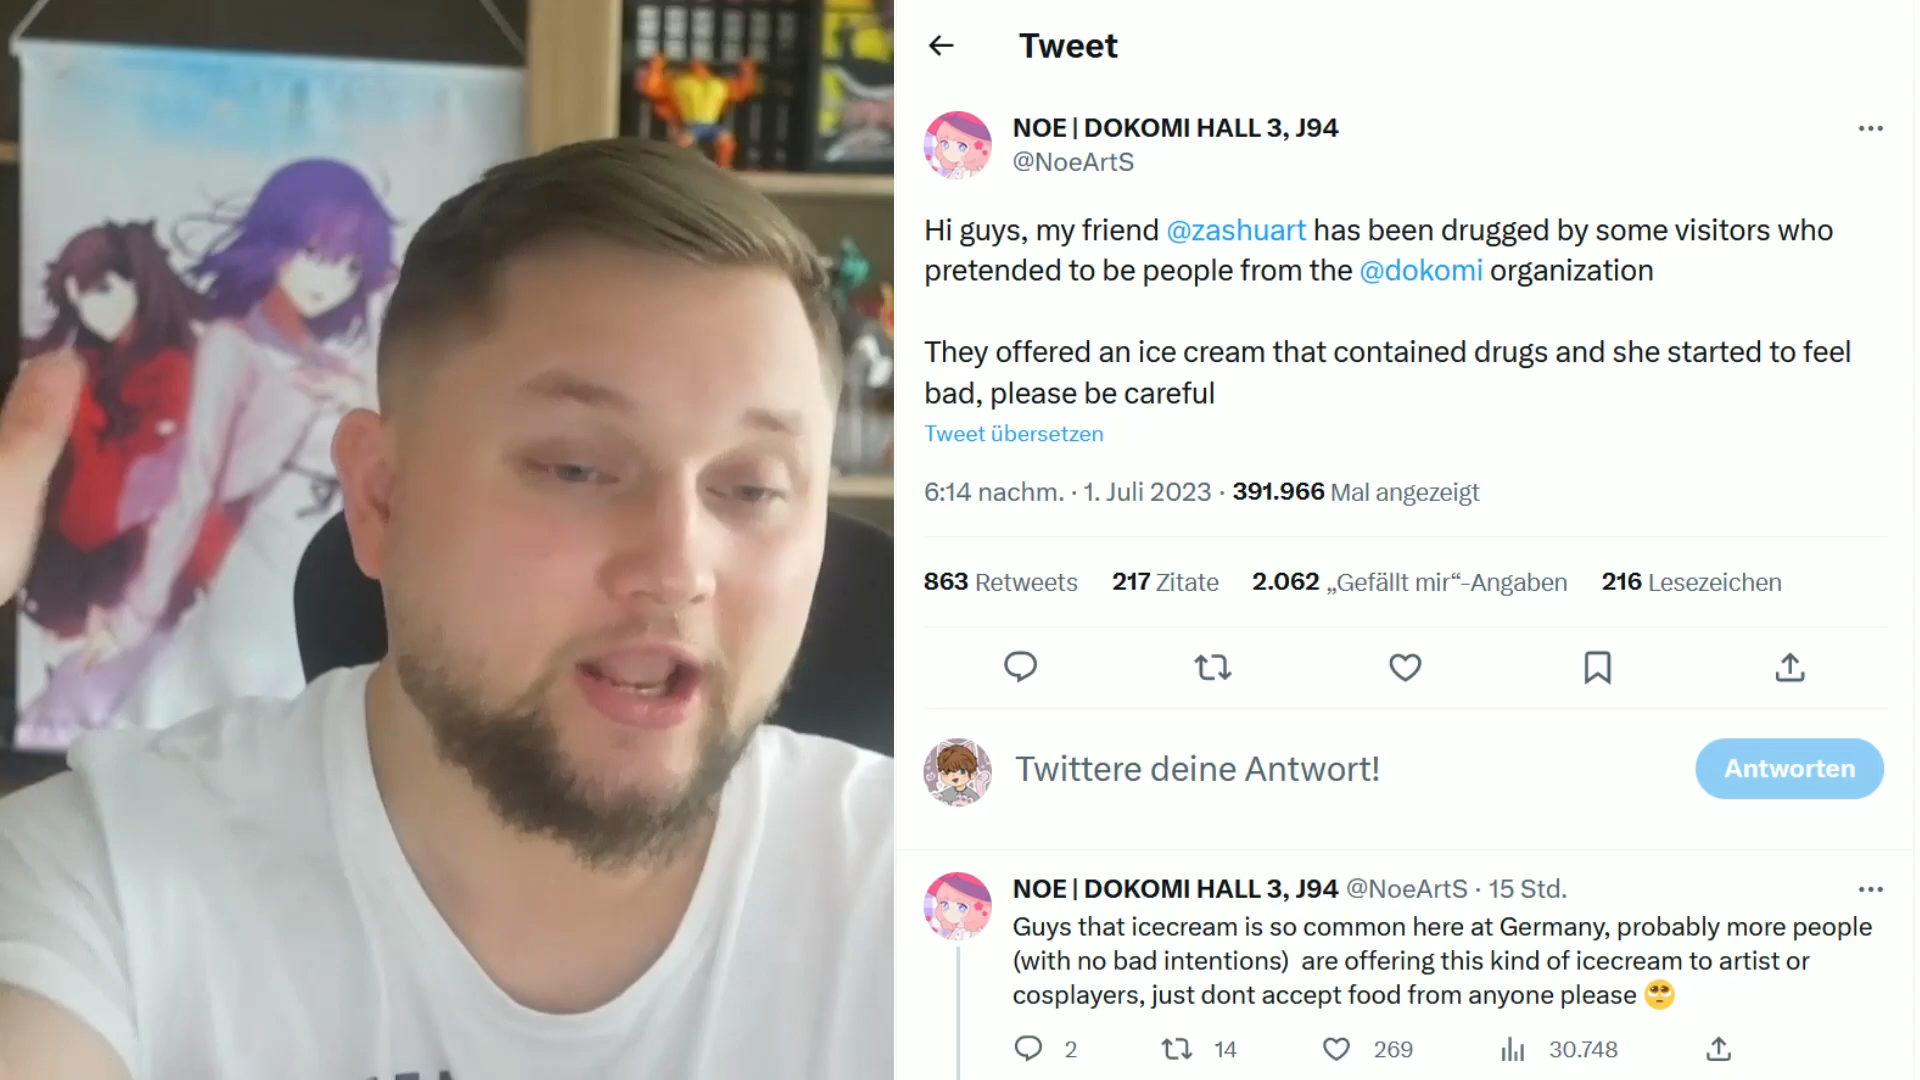 Tweet
NOE | DOKOMI HALL 3, J94
@NoeArtS
Hi guys, my friend @zashuart has been drugged by some visitors who
pretended to be people from the @dokomi organization
They offered an ice cream that contained drugs and she started to feel
bad, please be careful
Tweet übersetzen
6:14 nachm. · 1. Juli 2023 · 391.966 Mal angezeigt
863 Retweets 217 Zitate 2.062 „Gefällt mir“-Angaben 216 Lesezeichen
Twittere deine Antwort!
Antworten
NOE | DOKOMI HALL 3, J94 @NoeArtS · 15 Std.
Guys that icecream is so common here at Germany, probably more people
(with no bad intentions)  are offering this kind of icecream to artist or
cosplayers, just dont accept food from anyone please 🥺
2 14 269 30.748